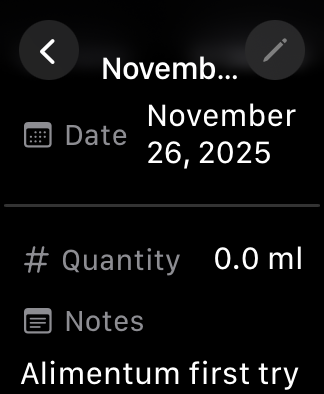 Novemb...
Date
November
26, 2025
# Quantity
0.0 ml
Notes
Alimentum first try